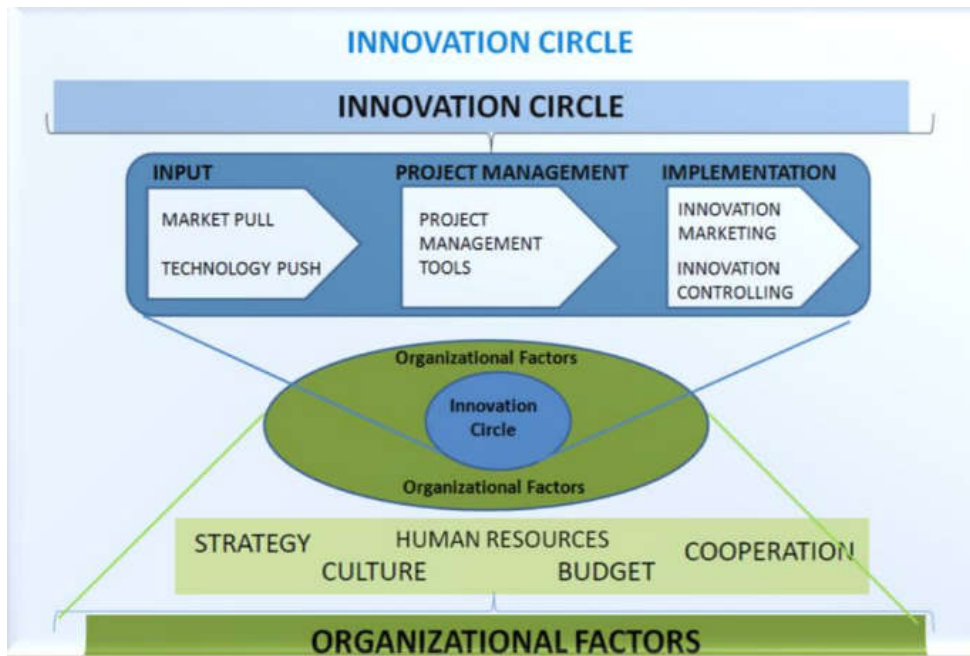 INNOVATION CIRCLE
INNOVATION CIRCLE
INPUT
MARKET PULL
TECHNOLOGY PUSH
PROJECT MANAGEMENT
PROJECT
MANAGEMENT
TOOLS
IMPLEMENTATION
INNOVATION
MARKETING
INNOVATION
CONTROLLING
Organizational Factors
Innovation
Circle
Organizational Factors
STRATEGY
HUMAN RESOURCES
COOPERATION
CULTURE
BUDGET
ORGANIZATIONAL FACTORS